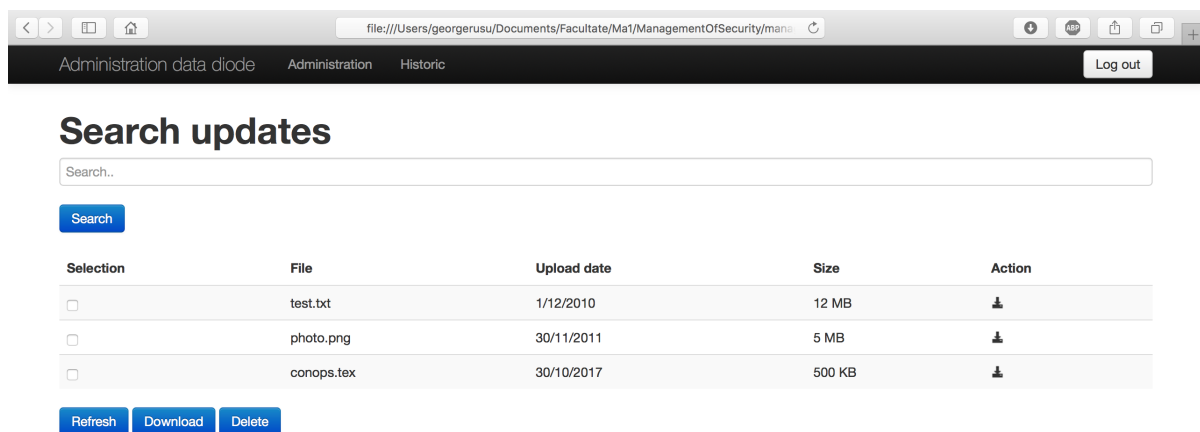 file:///Users/georgerusu/Documents/Facultate/Ma1/ManagementOfSecurity/mana
ABP
Administration data diode Administration Historic Log out
Search updates
Search..
Search
Selection File Upload date Size Action
test.txt 1/12/2010 12 MB
photo.png 30/11/2011 5 MB
conops.tex 30/10/2017 500 KB
Refresh Download Delete